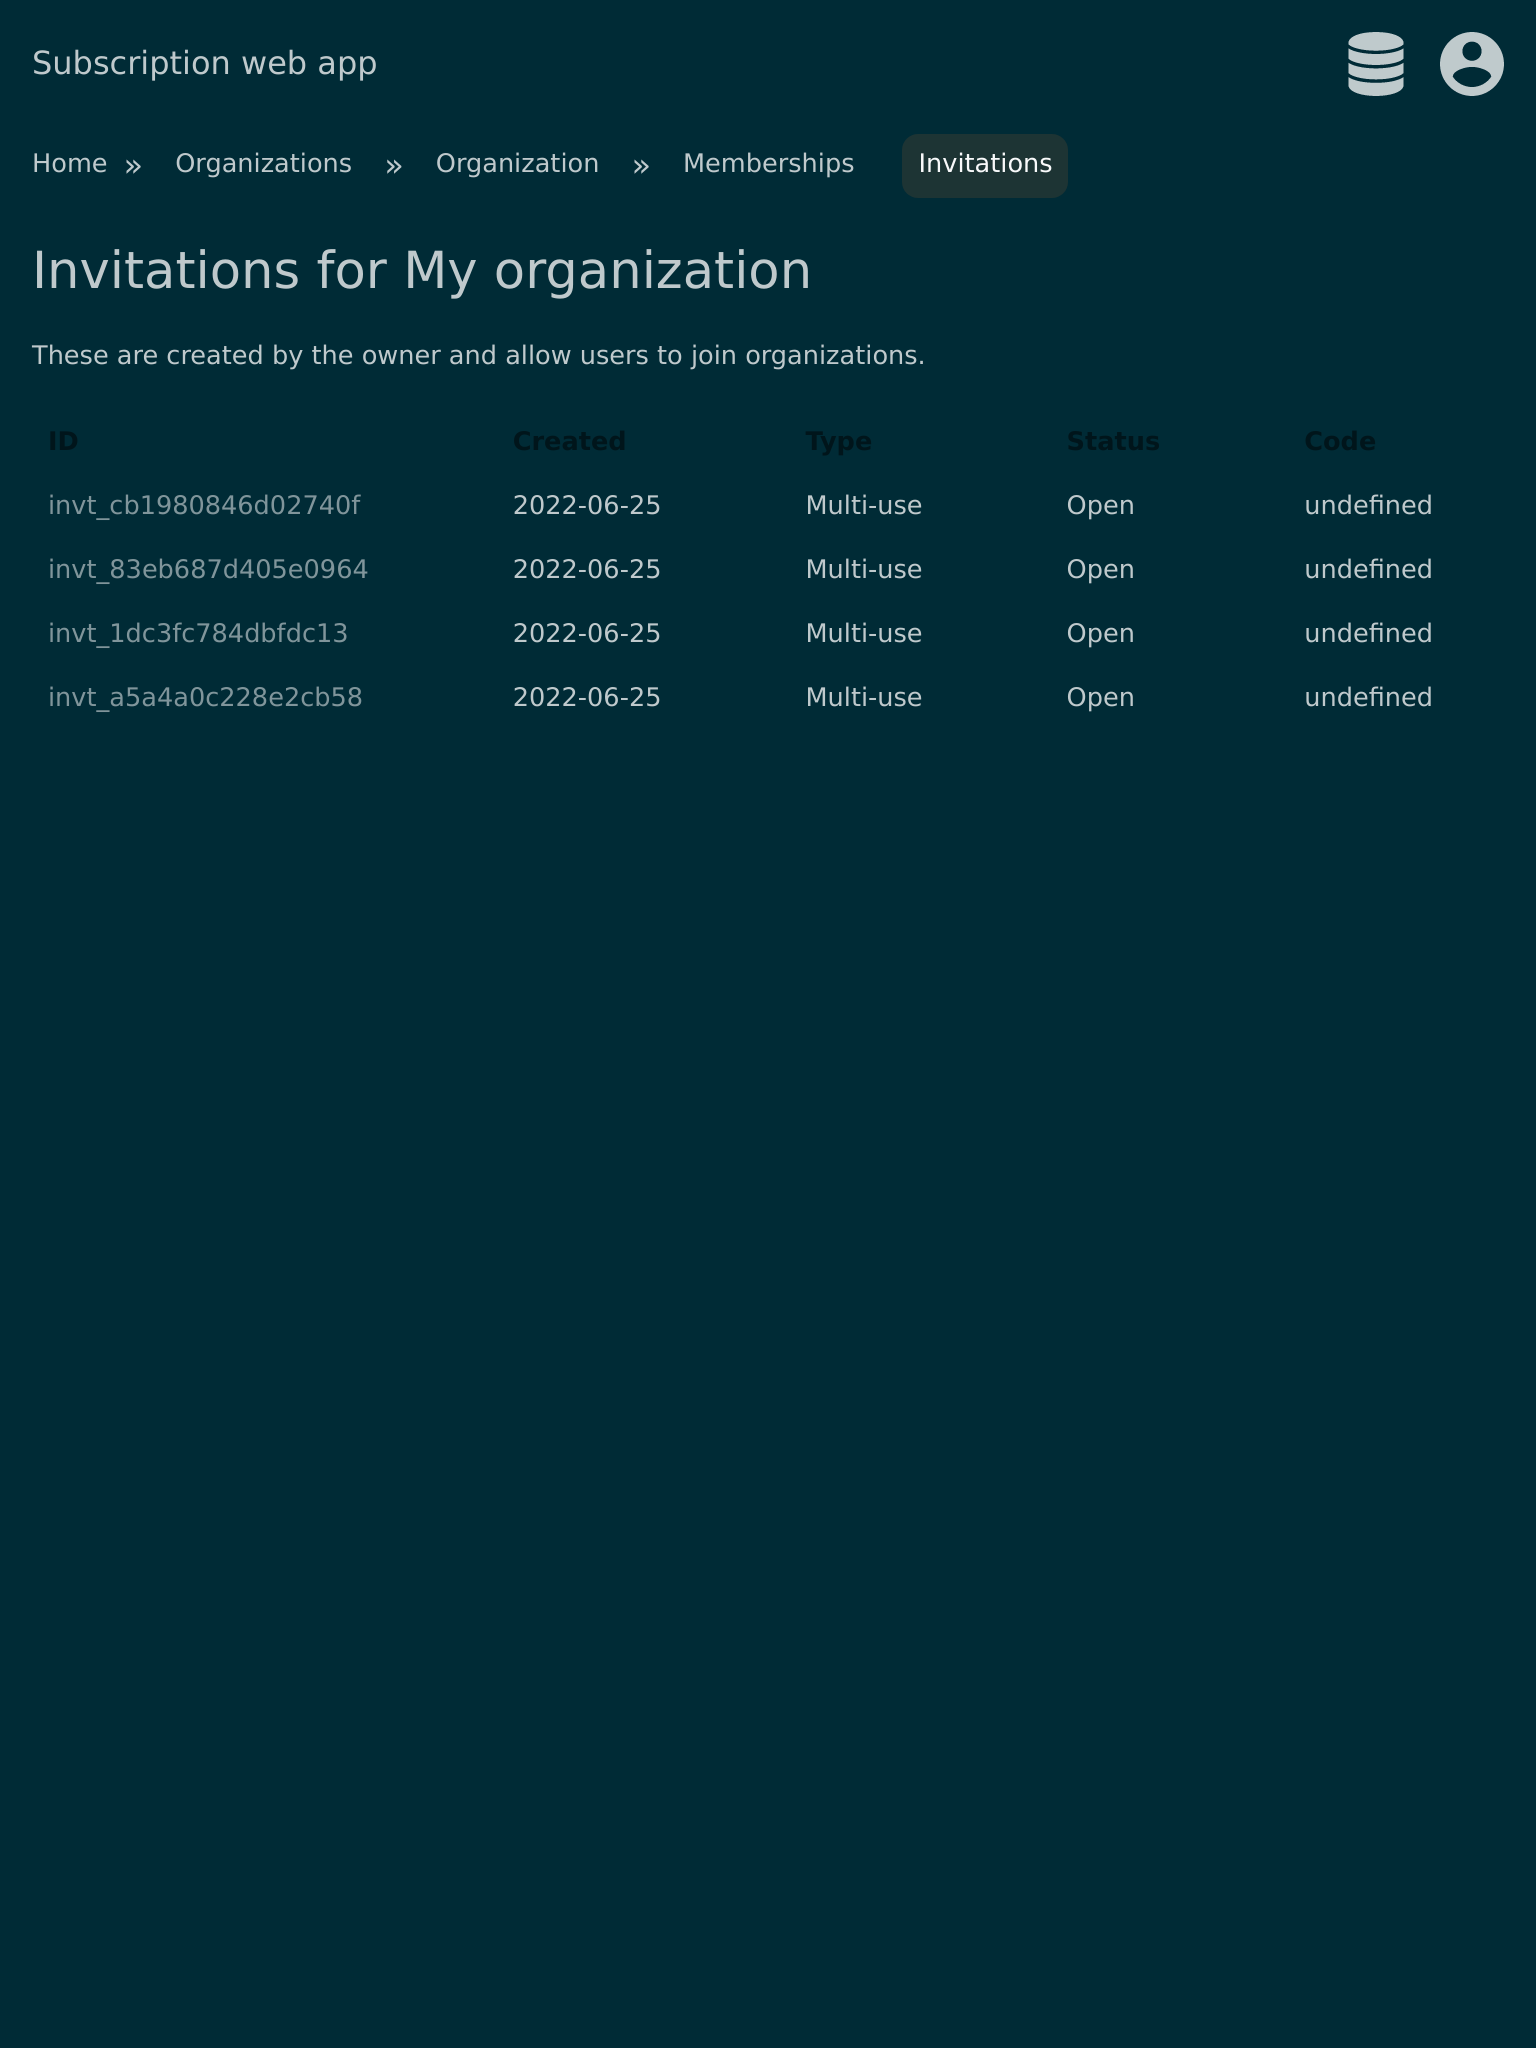 Subscription web app
Home » Organizations » Organization » Memberships Invitations
Invitations for My organization
These are created by the owner and allow users to join organizations.
ID Created Type Status Code
invt_cb1980846d02740f 2022-06-25 Multi-use Open undefined
invt_83eb687d405e0964 2022-06-25 Multi-use Open undefined
invt_1dc3fc784dbfdc13 2022-06-25 Multi-use Open undefined
invt_a5a4a0c228e2cb58 2022-06-25 Multi-use Open undefined